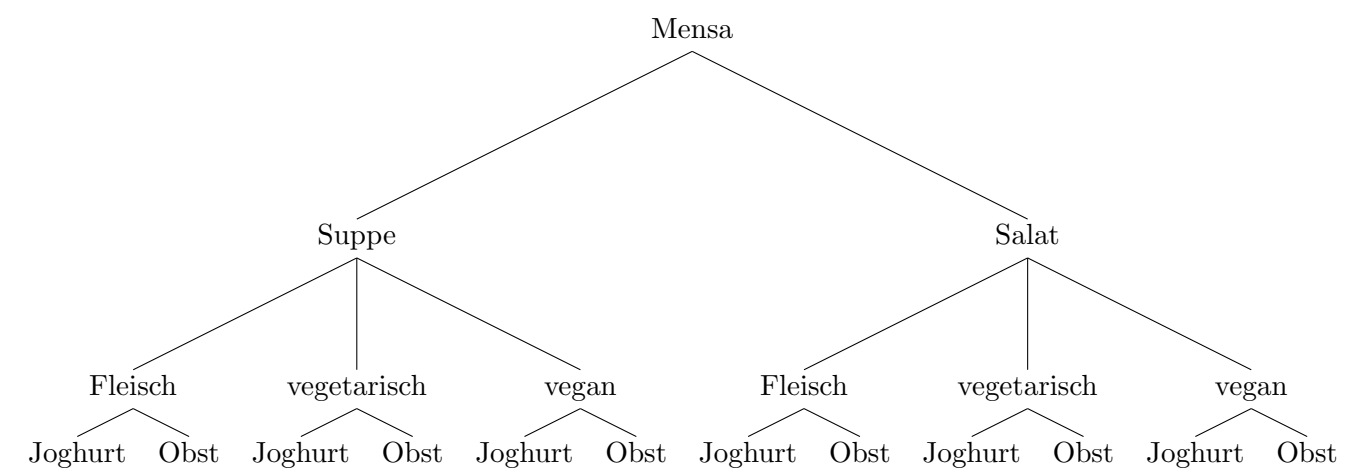 Mensa
Suppe Salat
Fleisch vegetarisch vegan Fleisch vegetarisch vegan
Joghurt Obst Joghurt Obst Joghurt Obst Joghurt Obst Joghurt Obst Joghurt Obst